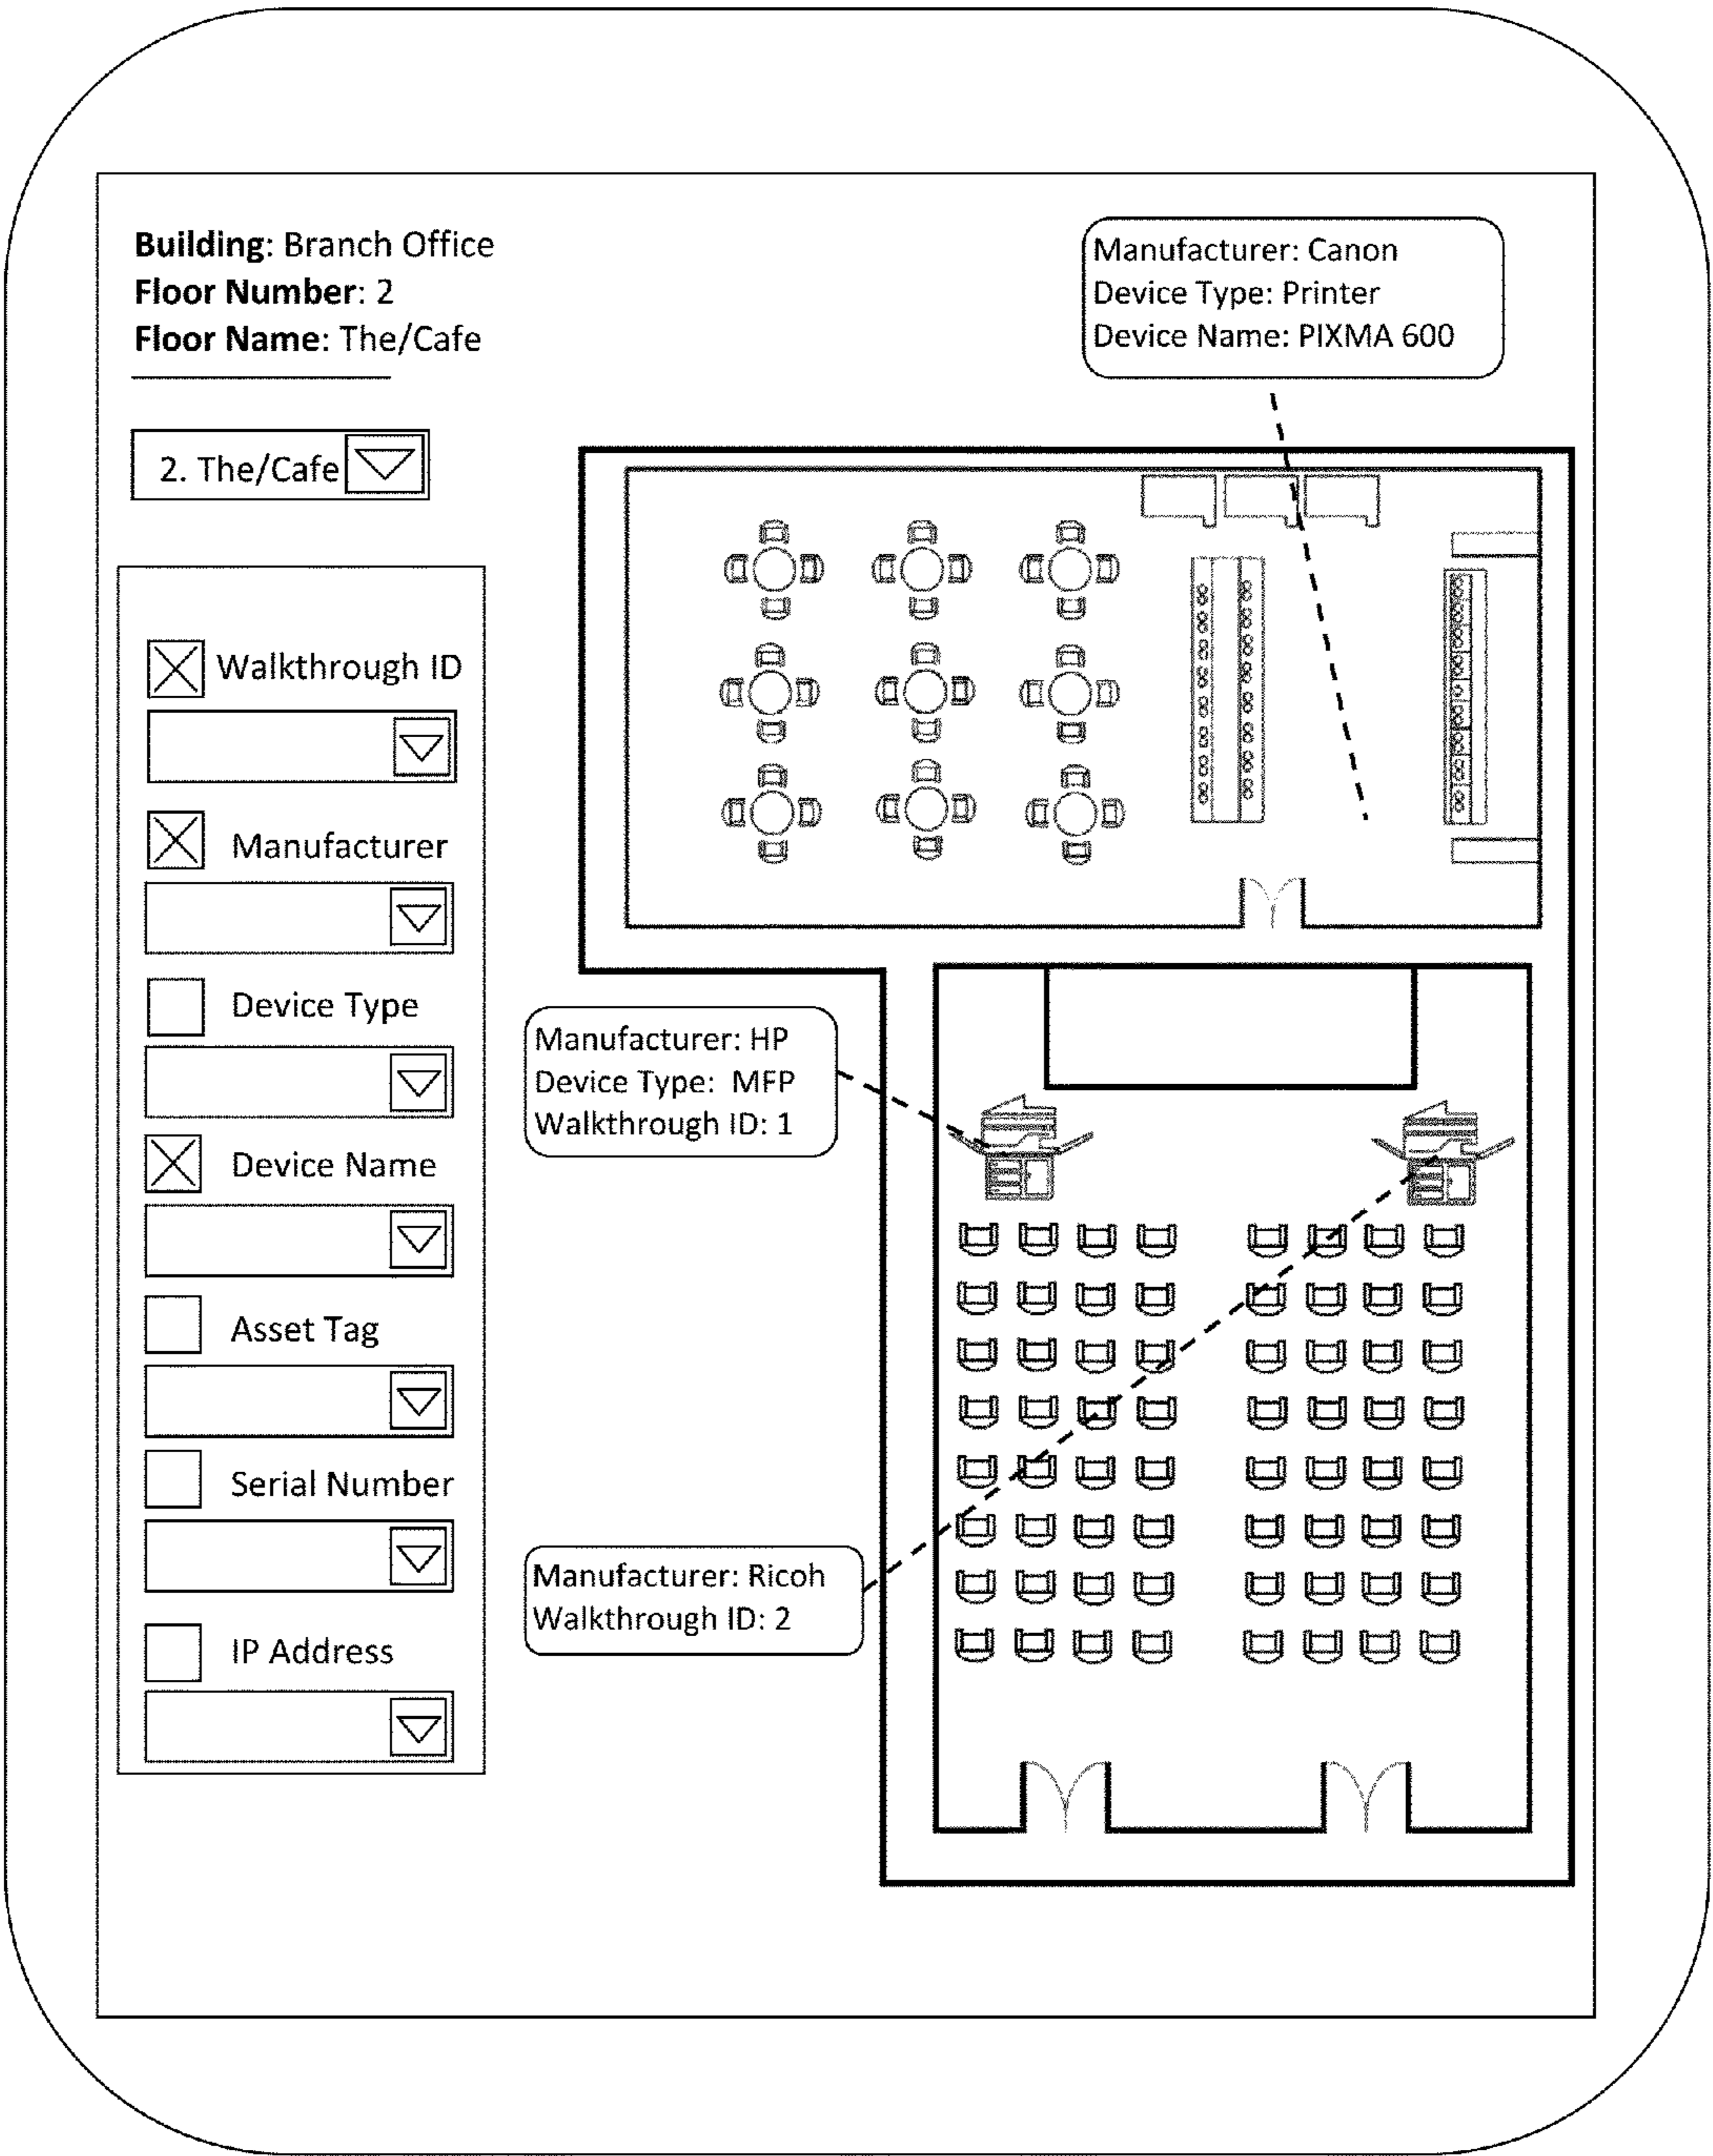 Building: Branch Office
Floor Number: 2
Floor Name: The/Cafe
2. The/Cafe
Walkthrough ID
Manufacturer
Device Type
Device Name
Asset Tag
Serial Number
IP Address
Manufacturer: Canon
Device Type: Printer
Device Name: PIXMA 600
Manufacturer: HP
Device Type: MFP
Walkthrough ID: 1
Manufacturer: Ricoh
Walkthrough ID: 2